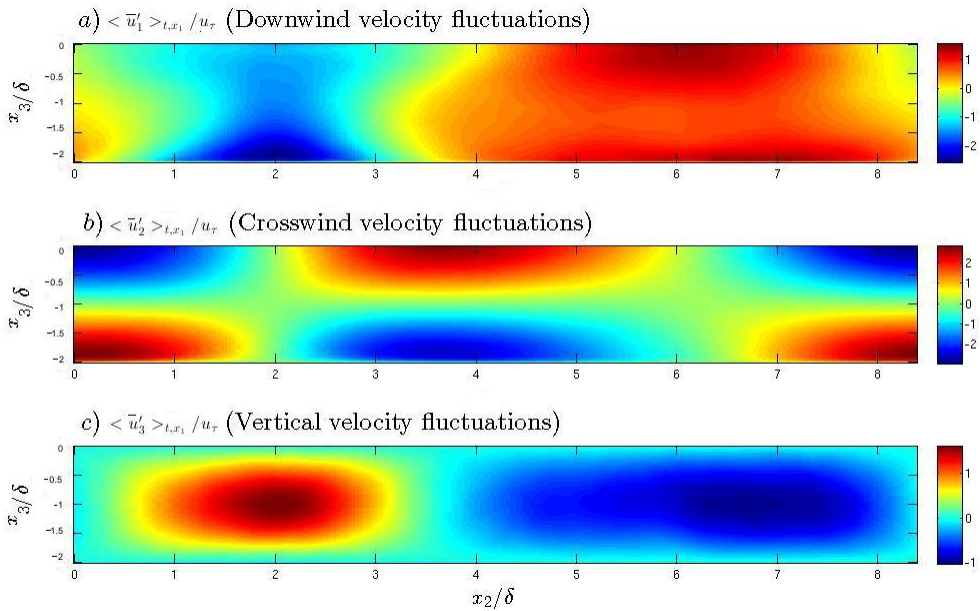 a) < ū′₁ >ₜ,ₓ₁ /uτ (Downwind velocity fluctuations)
x₃/δ
0
-0.5
-1
-1.5
-2
0 1 2 3 4 5 6 7 8
1
0
-1
-2
b) < ū′₂ >ₜ,ₓ₁ /uτ (Crosswind velocity fluctuations)
x₃/δ
0
-0.5
-1
-1.5
-2
0 1 2 3 4 5 6 7 8
2
1
0
-1
-2
c) < ū′₃ >ₜ,ₓ₁ /uτ (Vertical velocity fluctuations)
x₃/δ
0
-0.5
-1
-1.5
-2
0 1 2 3 4 5 6 7 8
1
0
-1
x₂/δ